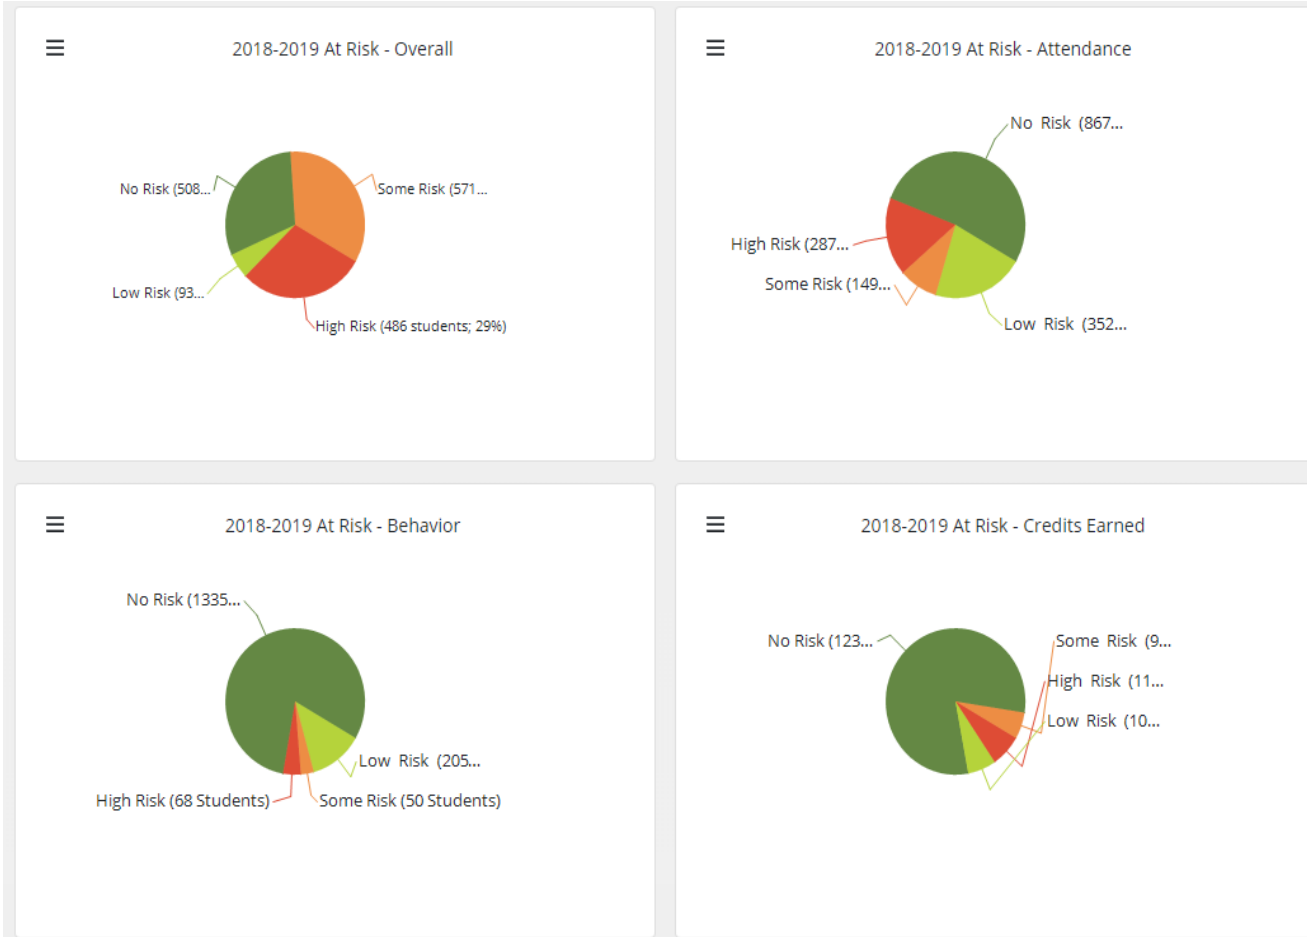 2018-2019 At Risk - Overall
No Risk (508...
Some Risk (571...
Low Risk (93...
High Risk (486 students; 29%)
2018-2019 At Risk - Attendance
No Risk (867...
High Risk (287...
Some Risk (149...
Low Risk (352...
2018-2019 At Risk - Behavior
No Risk (1335...
Low Risk (205...
High Risk (68 Students)
Some Risk (50 Students)
2018-2019 At Risk - Credits Earned
No Risk (123...
Some Risk (9...
High Risk (11...
Low Risk (10...